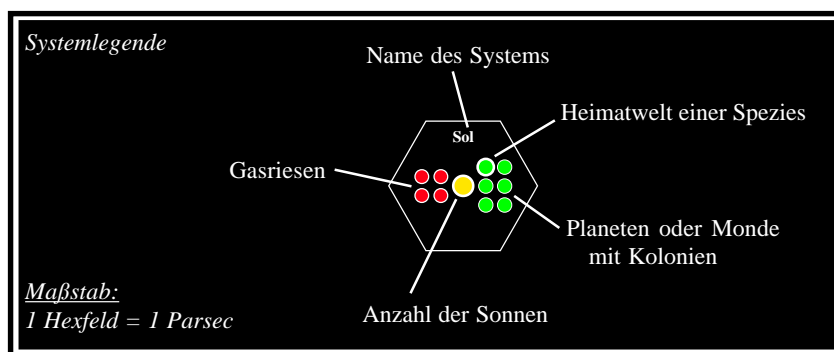 Systemlegende
Name des Systems
Heimatwelt einer Spezies
Sol
Gasriesen
Planeten oder Monde
mit Kolonien
Anzahl der Sonnen
Maßstab:
1 Hexfeld = 1 Parsec